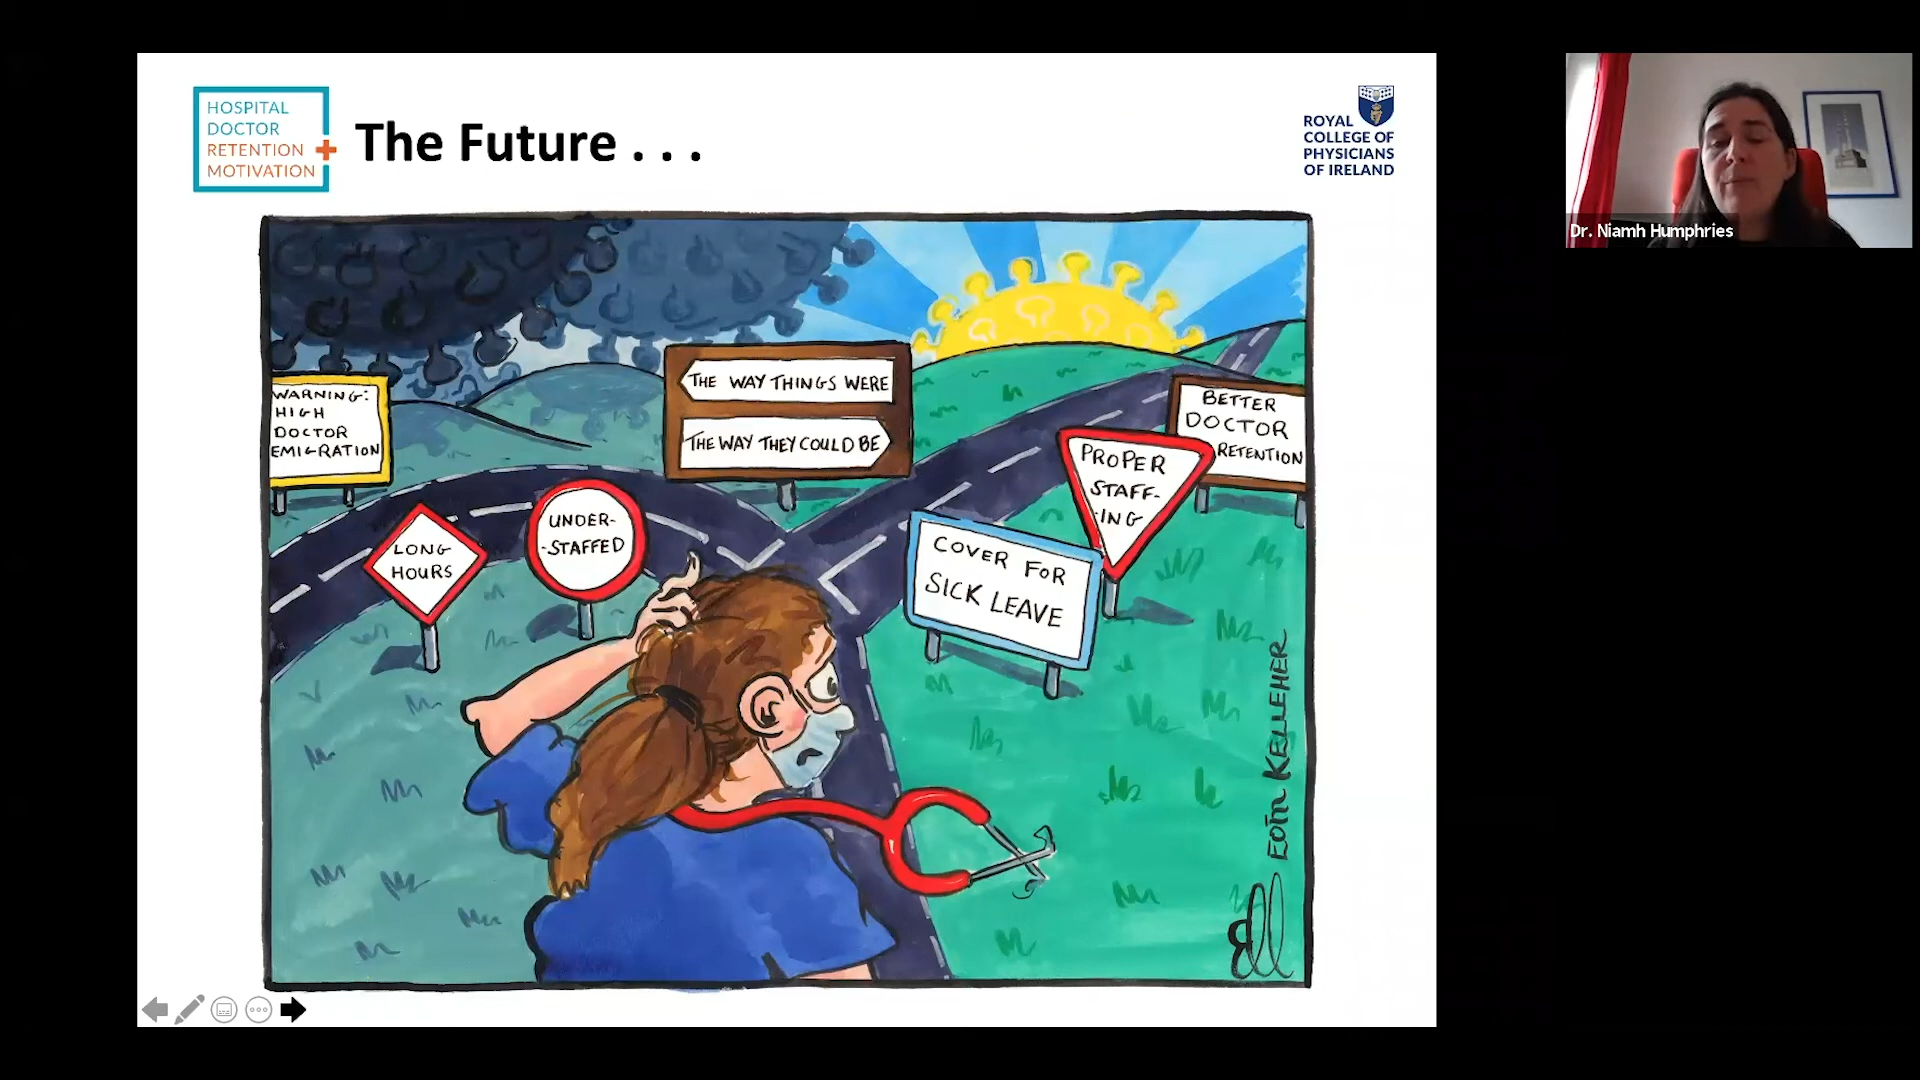 HOSPITAL
DOCTOR
RETENTION
MOTIVATION
The Future . . .
ROYAL
COLLEGE OF
PHYSICIANS
OF IRELAND
Dr. Niamh Humphries
WARNING:
HIGH
DOCTOR
EMIGRATION
LONG
HOURS
UNDER-
-STAFFED
THE WAY THINGS WERE
THE WAY THEY COULD BE
COVER FOR
SICK LEAVE
PROPER
STAFF-
-ING
BETTER
DOCTOR
RETENTION
EOIN KELLEHER